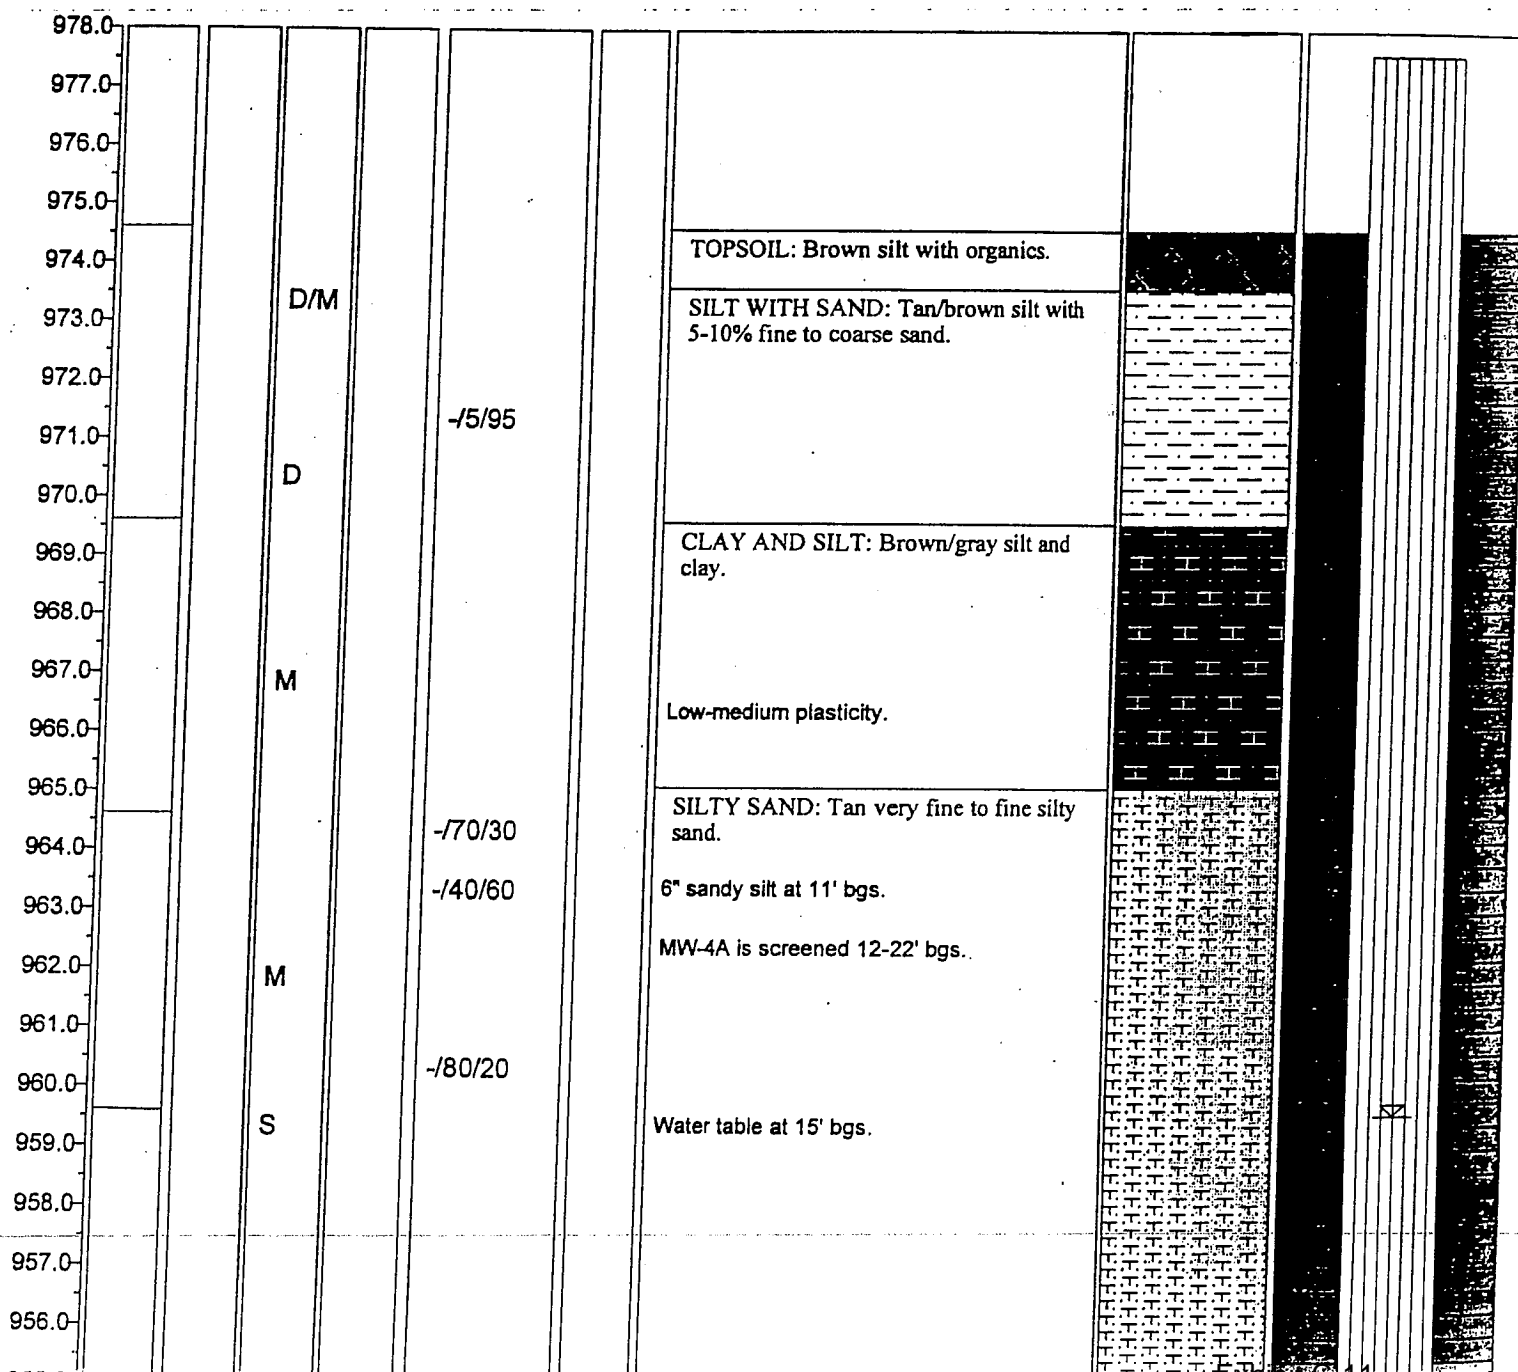 978.0
977.0
976.0
975.0
974.0
TOPSOIL: Brown silt with organics.
D/M
973.0
SILT WITH SAND: Tan/brown silt with
5-10% fine to coarse sand.
972.0
-/5/95
971.0
D
970.0
969.0
CLAY AND SILT: Brown/gray silt and
clay.
968.0
967.0
M
966.0
Low-medium plasticity.
965.0
SILTY SAND: Tan very fine to fine silty
sand.
964.0
-/70/30
963.0
-/40/60
6" sandy silt at 11' bgs.
962.0
M
MW-4A is screened 12-22' bgs.
961.0
960.0
-/80/20
959.0
S
Water table at 15' bgs.
958.0
957.0
956.0